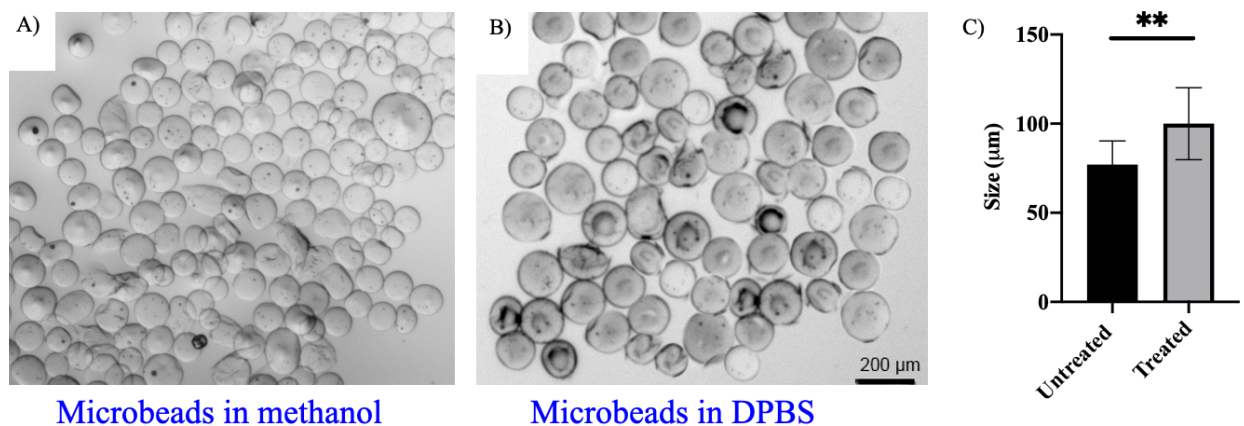 A)
B)
C)
200 µm
Microbeads in methanol
Microbeads in DPBS
**
150
100
50
0
Size (µm)
Untreated
Treated